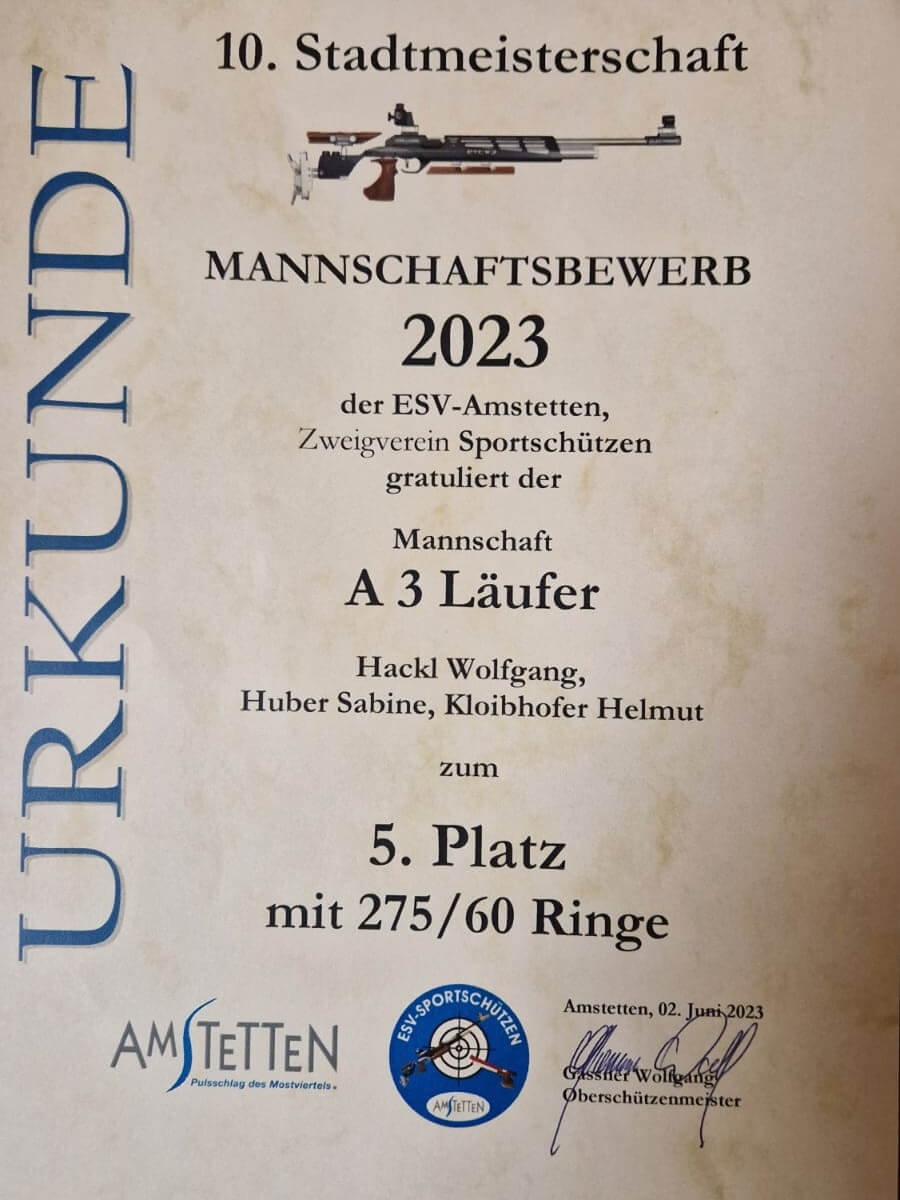 URKUNDE
10. Stadtmeisterschaft
MANNSCHAFTSBEWERB
2023
der ESV-Amstetten,
Zweigverein Sportschützen
gratuliert der
Mannschaft
A 3 Läufer
Hackl Wolfgang,
Huber Sabine, Kloibhofer Helmut
zum
5. Platz
mit 275/60 Ringe
AMSTETTEN
Pulsschlag des Mostviertels.
ESV-SPORTSCHÜTZEN
AMSTETTEN
Amstetten, 02. Juni 2023
Gassner Wolfgang
Oberschützenmeister